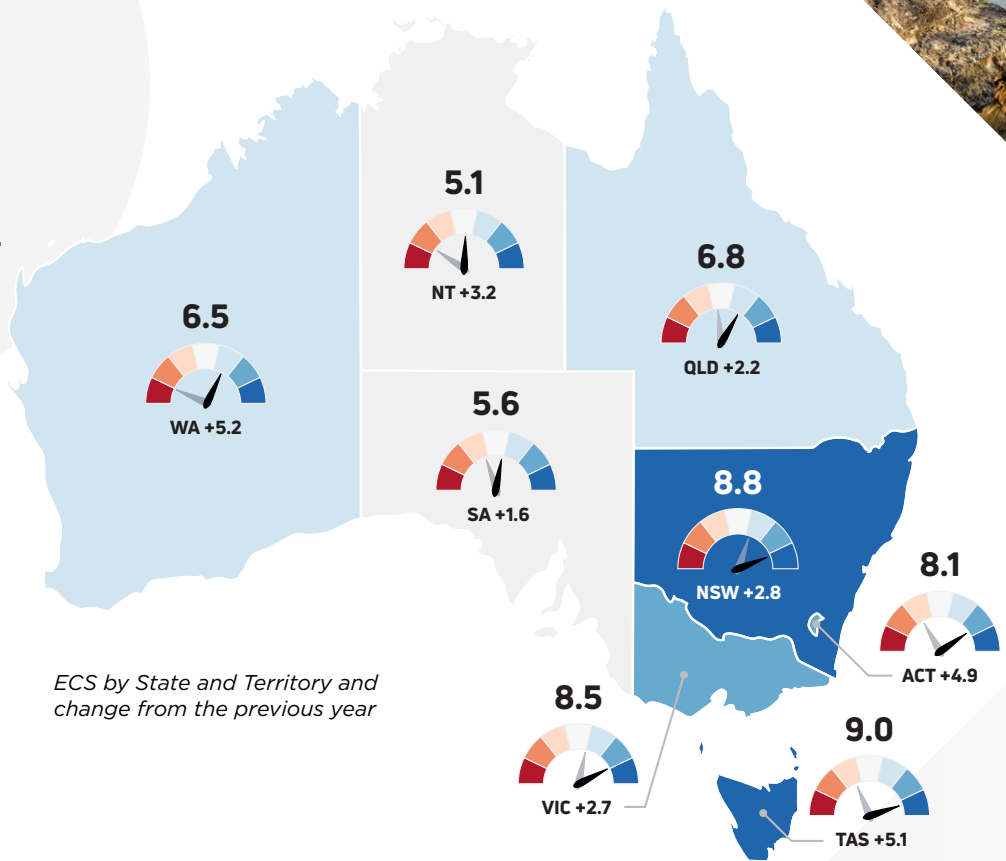 5.1
NT +3.2
6.8
QLD +2.2
6.5
WA +5.2
5.6
SA +1.6
8.8
NSW +2.8
8.1
ACT +4.9
ECS by State and Territory and
change from the previous year
8.5
VIC +2.7
9.0
TAS +5.1